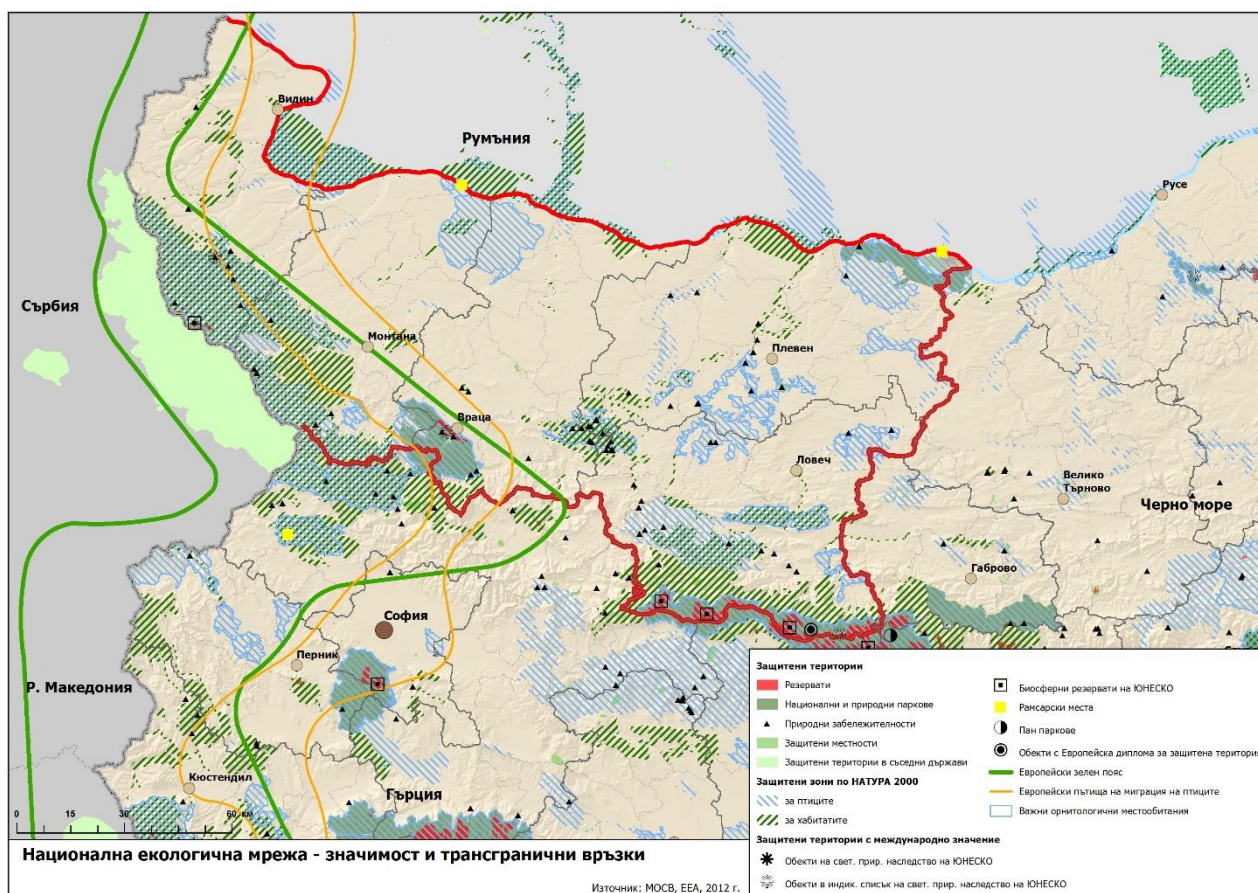 Видин
Румъния
Русе
Сърбия
Монтана
Плевен
Враца
Ловеч
Велико
Търново
Черно море
Габрово
София
Перник
Р. Македония
Кюстендил
Гърция
0 15 30 60 км
Национална екологична мрежа - значимост и трансгранични връзки
Източник: МОСВ, ЕЕА, 2012 г.
Защитени територии
Резервати
Национални и природни паркове
Природни забележителности
Защитени местности
Защитени територии в съседни държави
Защитени зони по НАТУРА 2000
за птиците
за хабитатите
Защитени територии с международно значение
Обекти на свет. прир. наследство на ЮНЕСКО
Обекти в индик. списък на свет. прир. наследство на ЮНЕСКО
Биосферни резервати на ЮНЕСКО
Рамсарски места
Пан паркове
Обекти с Европейска диплома за защитена територия
Европейски зелен пояс
Европейски пътища на миграция на птиците
Важни орнитологични местообитания